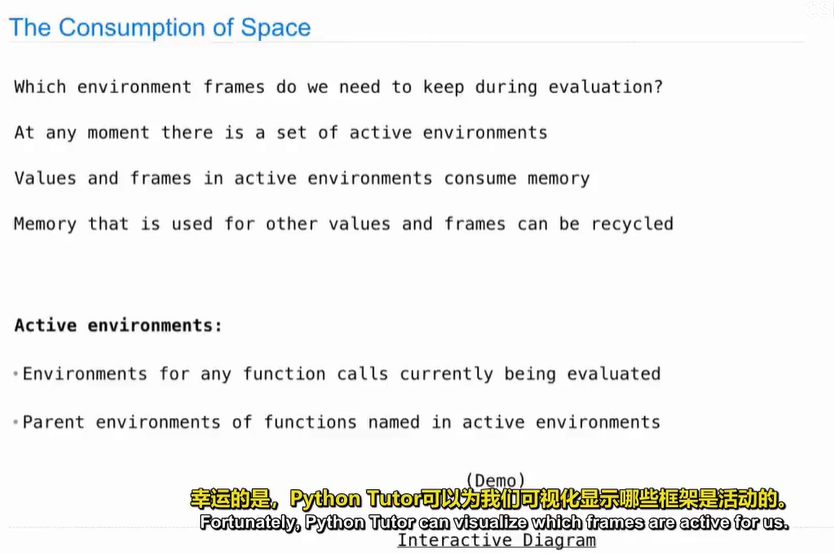 The Consumption of Space
Which environment frames do we need to keep during evaluation?
At any moment there is a set of active environments
Values and frames in active environments consume memory
Memory that is used for other values and frames can be recycled
Active environments:
•Environments for any function calls currently being evaluated
•Parent environments of functions named in active environments
(Demo)
幸运的是，Python Tutor可以为我们可视化显示哪些框架是活动的。
Fortunately, Python Tutor can visualize which frames are active for us.
Interactive Diagram